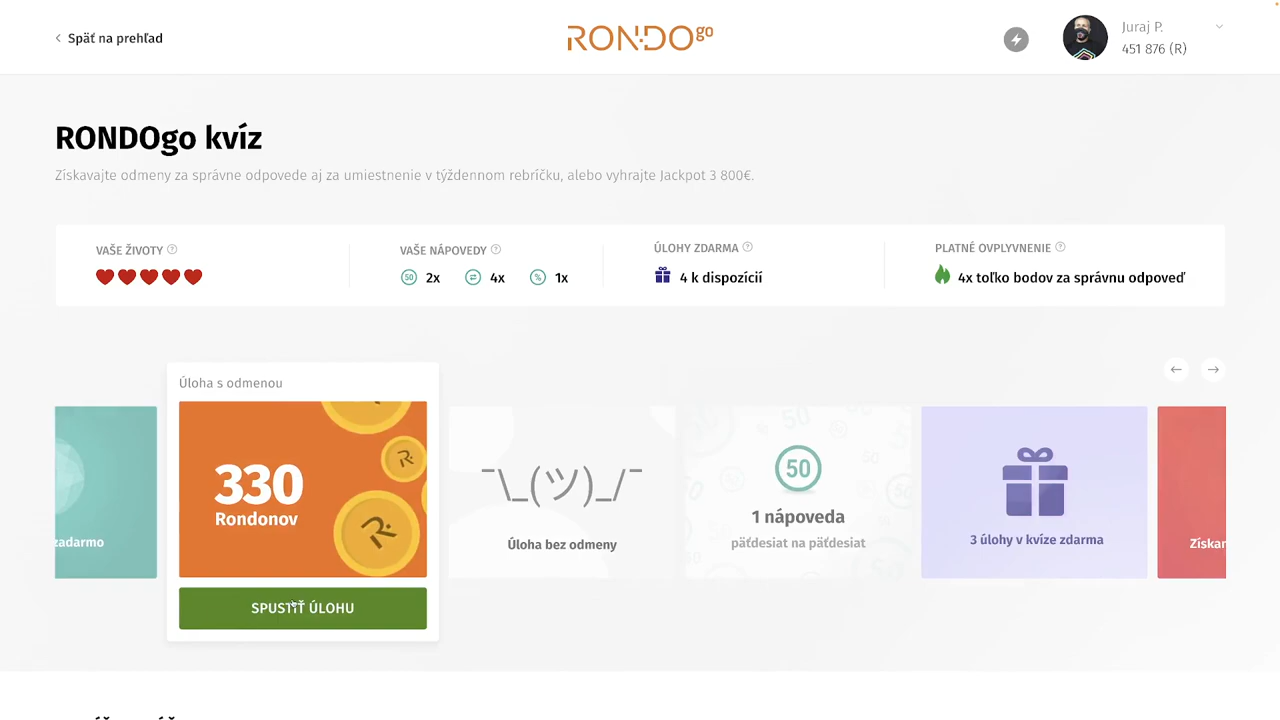 Späť na prehľad
RONDOgo
Juraj P.
451 876 (R)
RONDOgo kvíz
Získavajte odmeny za správne odpovede aj za umiestnenie v týždennom rebríčku, alebo vyhrajte Jackpot 3 800€.
VAŠE ŽIVOTY
VAŠE NÁPOVEDY
50 2x 4x % 1x
ÚLOHY ZDARMA
4 k dispozícií
PLATNÉ OVPLYVNENIE
4x toľko bodov za správnu odpoveď
zadarmo
Úloha s odmenou
330
Rondonov
SPUSTIŤ ÚLOHU
¯\_(ツ)_/¯
Úloha bez odmeny
50
1 nápoveda
päťdesiat na päťdesiat
3 úlohy v kvíze zdarma